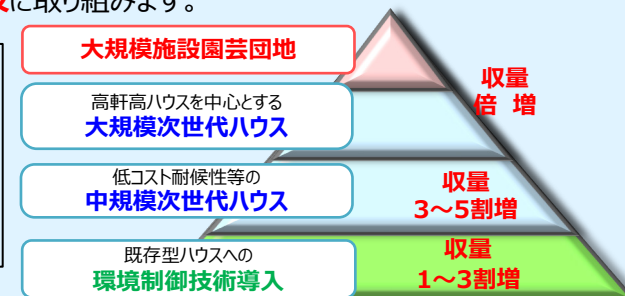 に取り組みます。
大規模施設園芸団地
収量
倍 増
高軒高ハウスを中心とする
大規模次世代ハウス
低コスト耐候性等の
中規模次世代ハウス
収量
3～5割増
既存型ハウスへの
環境制御技術導入
収量
1～3割増